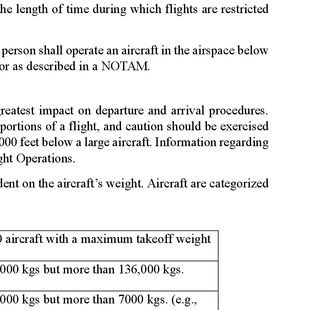 he length of time during which flights are restricted
person shall operate an aircraft in the airspace below
or as described in a NOTAM.
reatest impact on departure and arrival procedures.
portions of a flight, and caution should be exercised
000 feet below a large aircraft. Information regarding
ght Operations.
dent on the aircraft's weight. Aircraft are categorized
0 aircraft with a maximum takeoff weight
000 kgs but more than 136,000 kgs.
000 kgs but more than 7000 kgs. (e.g.,